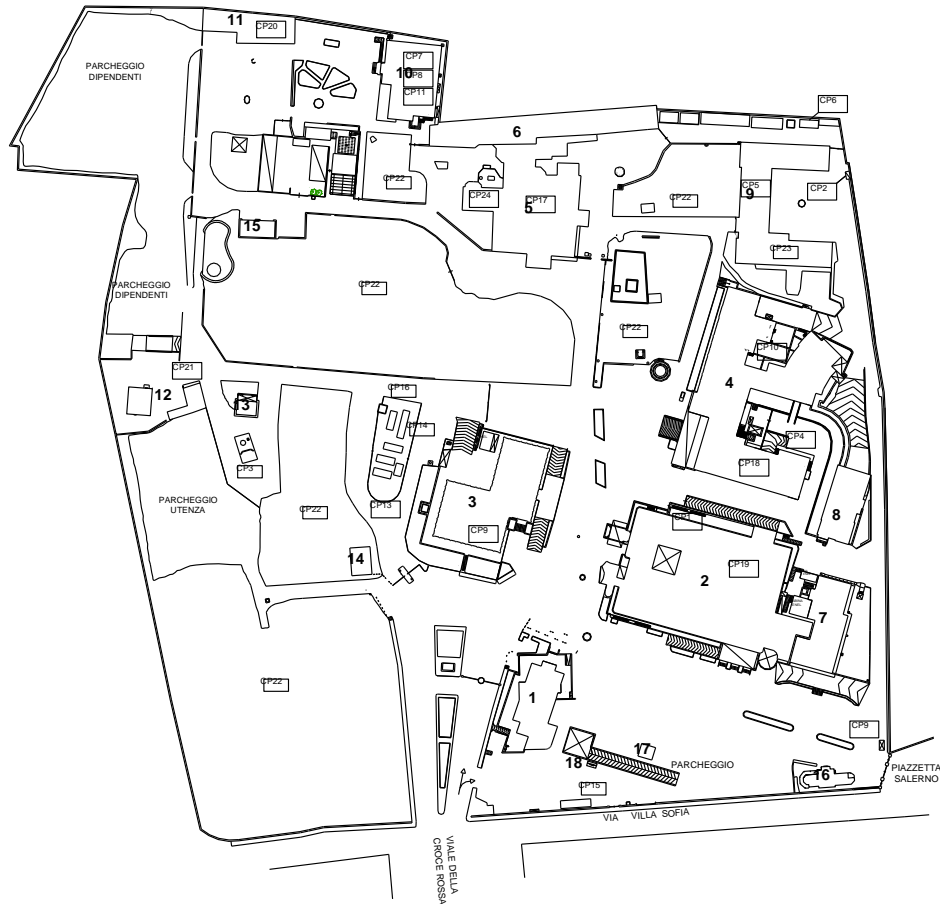 11
CP20
PARCHEGGIO
DIPENDENTI
CP7
10
CP8
CP11
CP6
6
CP22
CP24
CP17
5
CP22
CP5
9
CP2
15
CP23
CP22
PARCHEGGIO
DIPENDENTI
CP22
CP10
CP21
12
13
CP16
4
CP14
CP4
CP3
CP18
PARCHEGGIO
UTENZA
CP22
CP13
3
CP9
CP1
8
14
2
CP19
7
CP22
1
CP9
18
17
PARCHEGGIO
16
PIAZZETTA
SALERNO
CP15
VIA VILLA SOFIA
VIALE DELLA
CROCE ROSSA